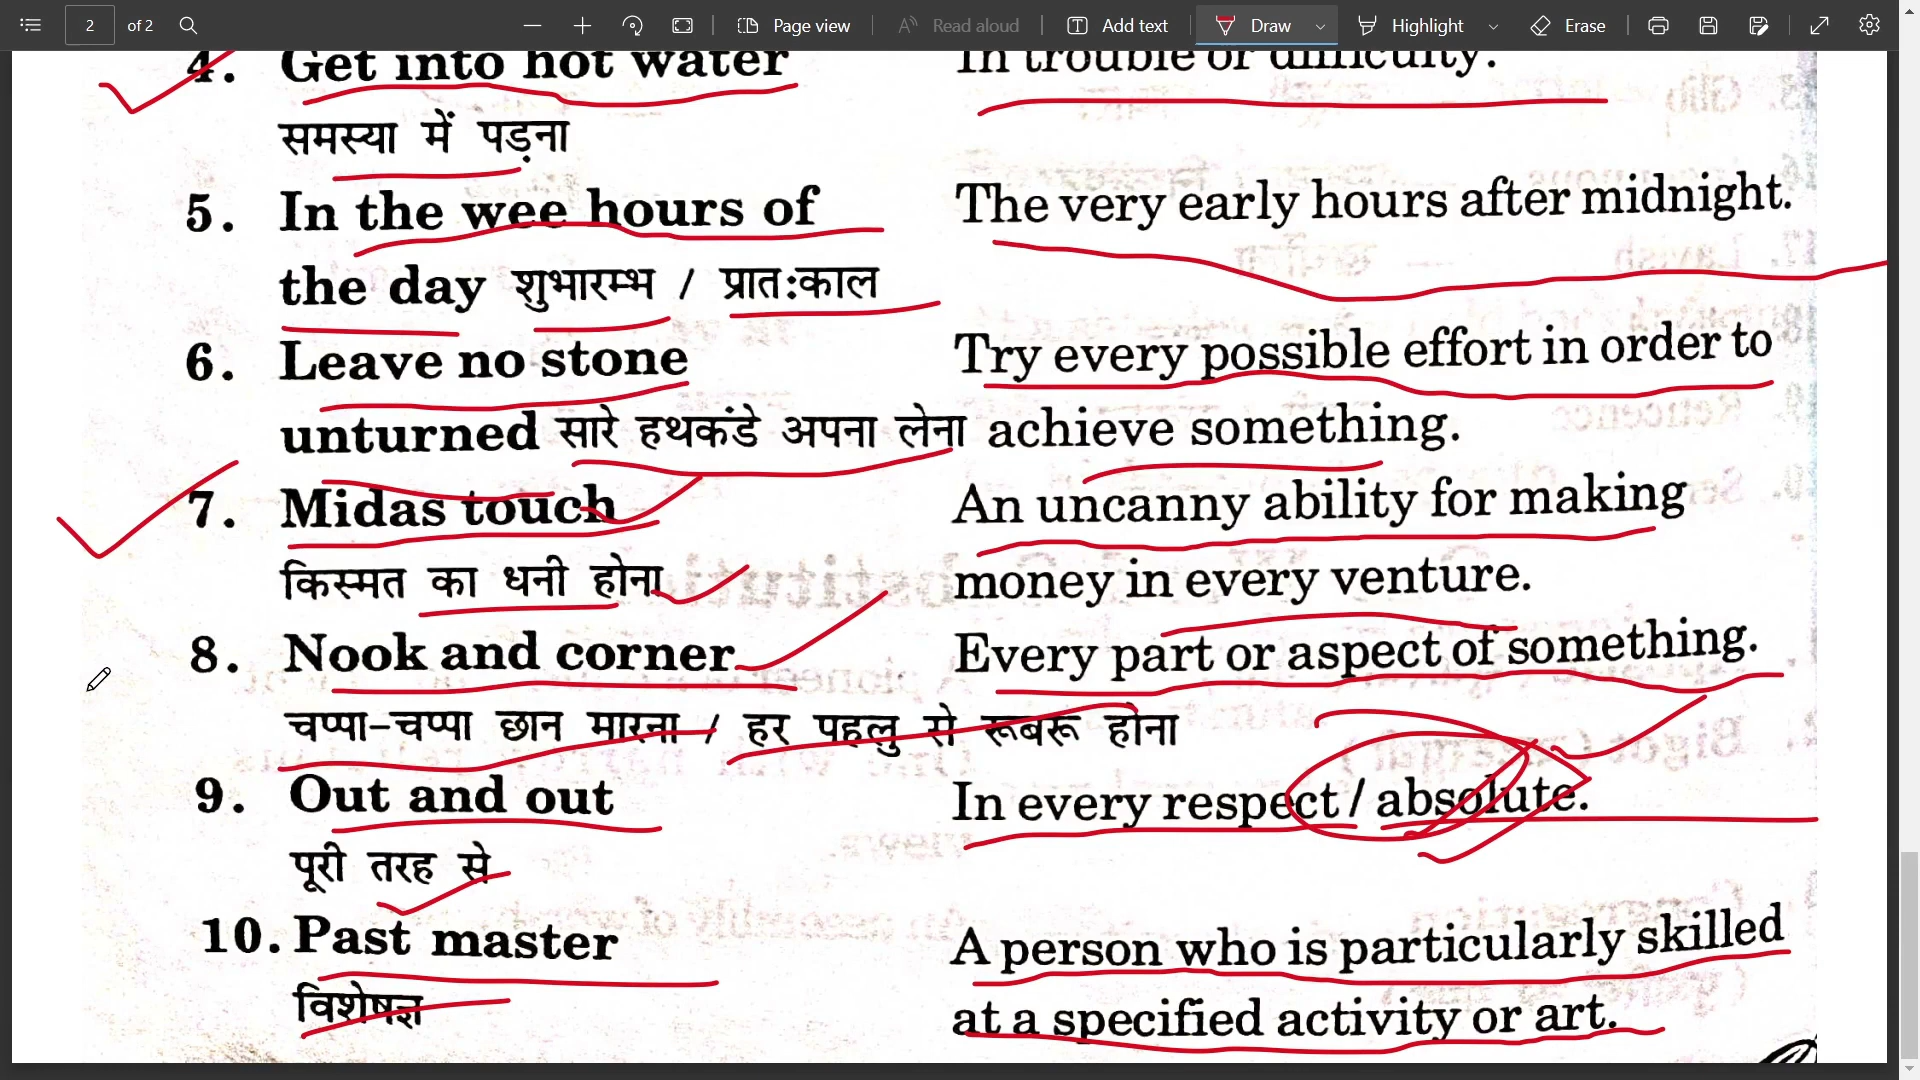 2 of 2 Page view Read aloud Add text Draw Highlight Erase
4. Get into hot water In trouble or difficulty.
समस्या में पड़ना
5. In the wee hours of The very early hours after midnight.
the day शुभारम्भ / प्रात:काल
6. Leave no stone Try every possible effort in order to
unturned सारे हथकंडे अपना लेना achieve something.
7. Midas touch An uncanny ability for making
किस्मत का धनी होना money in every venture.
8. Nook and corner Every part or aspect of something.
चप्पा-चप्पा छान मारना / हर पहलु से रूबरू होना
9. Out and out In every respect / absolute.
पूरी तरह से
10. Past master A person who is particularly skilled
विशेषज्ञ at a specified activity or art.